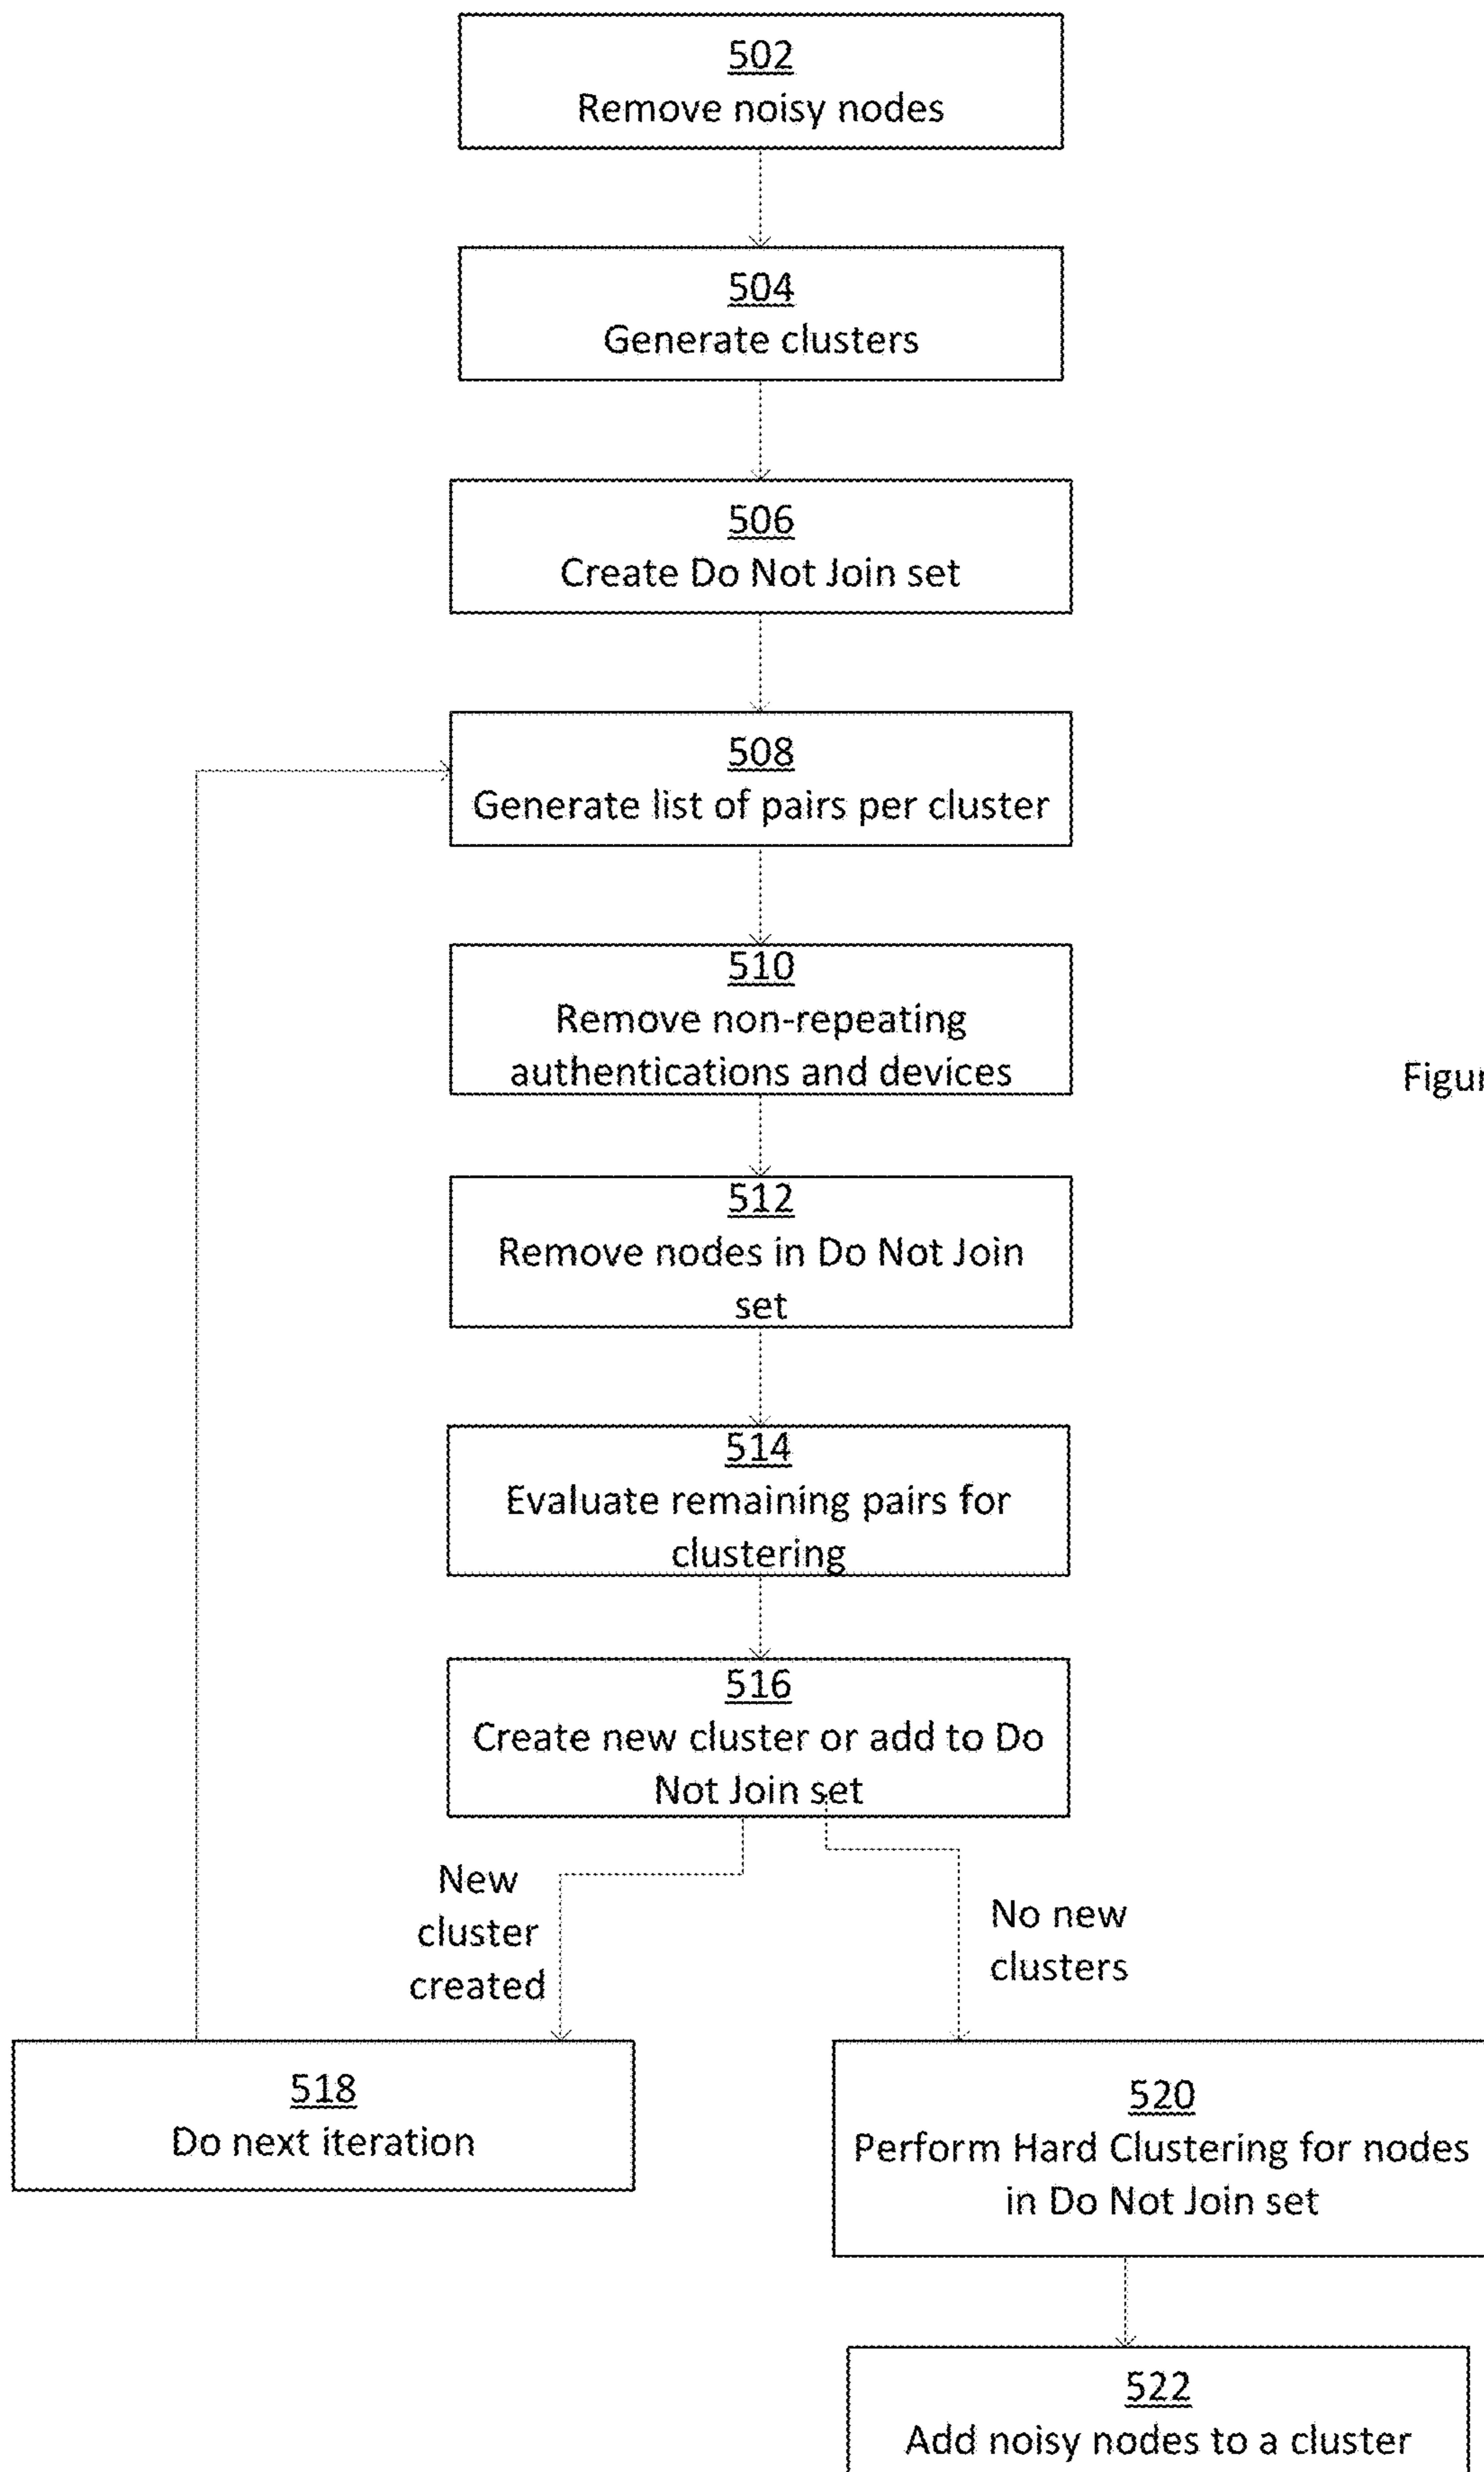 502
Remove noisy nodes
504
Generate clusters
506
Create Do Not Join set
508
Generate list of pairs per cluster
510
Remove non-repeating
authentications and devices
512
Remove nodes in Do Not Join
set
514
Evaluate remaining pairs for
clustering
516
Create new cluster or add to Do
Not Join set
New
cluster
created
No new
clusters
518
Do next iteration
520
Perform Hard Clustering for nodes
in Do Not Join set
522
Add noisy nodes to a cluster